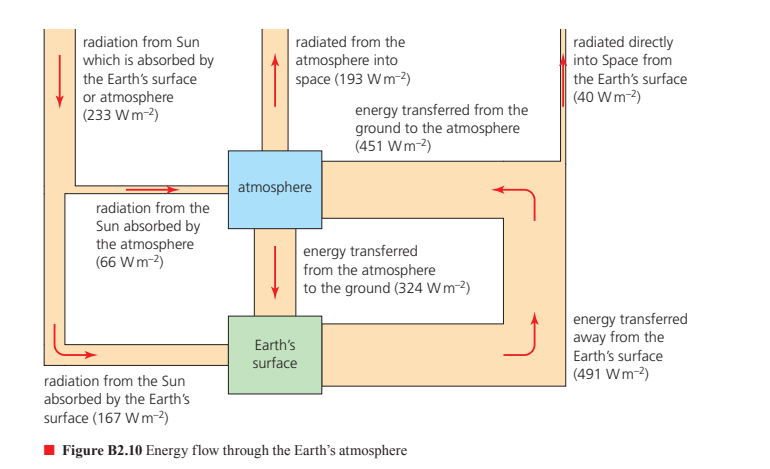 radiation from Sun
which is absorbed by
the Earth's surface
or atmosphere
(233 W m⁻²)
radiated from the
atmosphere into
space (193 W m⁻²)
radiated directly
into Space from
the Earth's surface
(40 W m⁻²)
energy transferred from the
ground to the atmosphere
(451 W m⁻²)
atmosphere
radiation from the
Sun absorbed by
the atmosphere
(66 W m⁻²)
energy transferred
from the atmosphere
to the ground (324 W m⁻²)
Earth's
surface
energy transferred
away from the
Earth's surface
(491 W m⁻²)
radiation from the Sun
absorbed by the Earth's
surface (167 W m⁻²)
Figure B2.10 Energy flow through the Earth's atmosphere